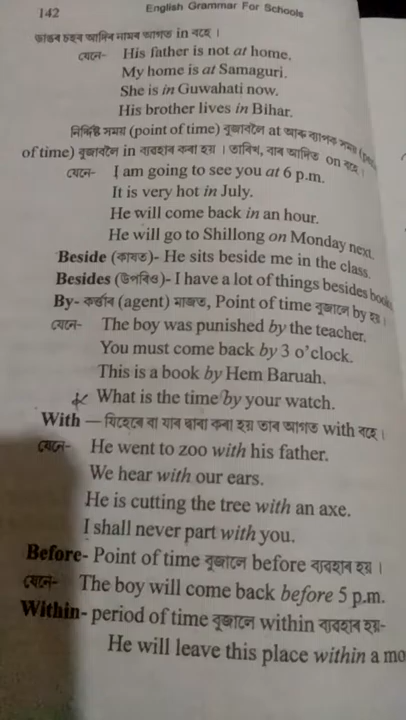 142 English Grammar For Schools
ডাঙৰ চহৰ আদিৰ নামৰ আগত in বহে ।
যেনে- His father is not at home.
My home is at Samaguri.
She is in Guwahati now.
His brother lives in Bihar.
নিৰ্দিষ্ট সময় (point of time) বুজাবলৈ at আৰু ব্যাপক সময়
of time) বুজাবলৈ in ব্যৱহাৰ কৰা হয় । তাৰিখ, বাৰ আদিত on বহে ।
যেনে- I am going to see you at 6 p.m.
It is very hot in July.
He will come back in an hour.
He will go to Shillong on Monday next.
Beside (কাষত)- He sits beside me in the class.
Besides (উপৰিও)- I have a lot of things besides
By- কৰ্ত্তাৰ (agent) মাজত, Point of time বুজালে by হয় ।
যেনে- The boy was punished by the teacher.
You must come back by 3 o'clock.
This is a book by Hem Baruah.
What is the time by your watch.
With — যিহেৰে বা যাৰ দ্বাৰা কৰা হয় তাৰ আগত with বহে ।
যেনে- He went to zoo with his father.
We hear with our ears.
He is cutting the tree with an axe.
I shall never part with you.
Before- Point of time বুজালে before ব্যৱহাৰ হয় ।
যেনে- The boy will come back before 5 p.m.
Within- period of time বুজালে within ব্যৱহাৰ হয়-
He will leave this place within a